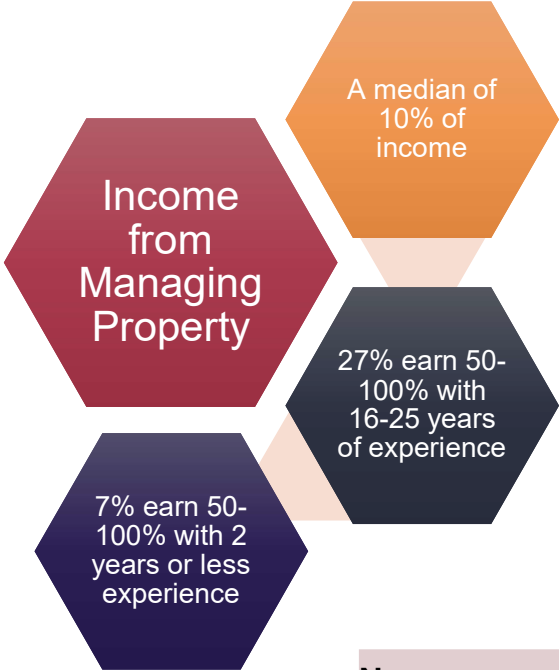 A median of
10% of
income
Income
from
Managing
Property
27% earn 50-
100% with
16-25 years
of experience
7% earn 50-
100% with 2
years or less
experience